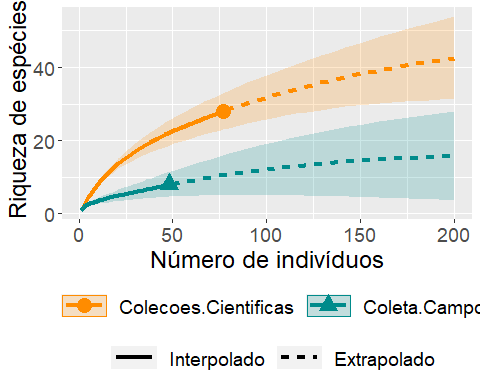 Riqueza de espécies
40
20
0
0 50 100 150 200
Número de indivíduos
Colecoes.Cientificas Coleta.Campo
Interpolado Extrapolado